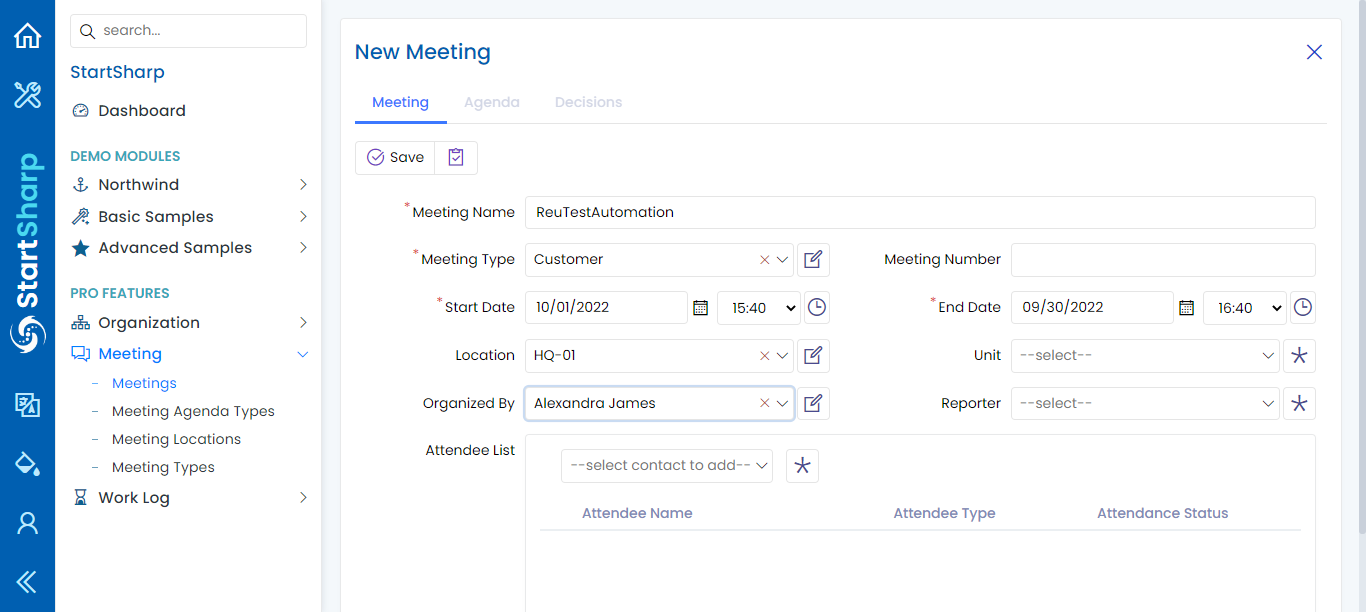 search...
StartSharp
Dashboard
DEMO MODULES
Northwind
Basic Samples
Advanced Samples
PRO FEATURES
Organization
Meeting
Meetings
Meeting Agenda Types
Meeting Locations
Meeting Types
Work Log
StartSharp
New Meeting
Meeting Agenda Decisions
Save
*Meeting Name ReuTestAutomation
*Meeting Type Customer Meeting Number
*Start Date 10/01/2022 15:40 *End Date 09/30/2022 16:40
Location HQ-01 Unit --select--
Organized By Alexandra James Reporter --select--
Attendee List
--select contact to add--
Attendee Name Attendee Type Attendance Status